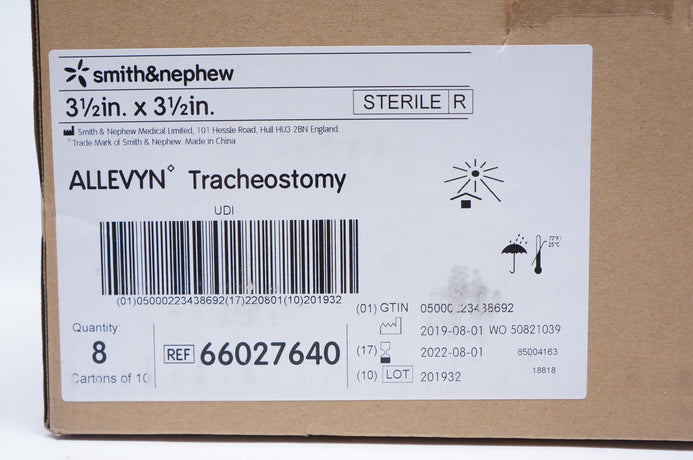 smith&nephew
3½in. x 3½in.
STERILE R
Smith & Nephew Medical Limited, 101 Hessle Road, Hull HU3 2BN England.
◊Trade Mark of Smith & Nephew. Made in China
ALLEVYN◊ Tracheostomy
UDI
(01)05000223438692(17)220801(10)201932
77°F/
25°C
Quantity:
8
Cartons of 10
REF 66027640
(01) GTIN 05000223438692
2019-08-01 WO 50821039
(17) 2022-08-01 85004163
18818
(10) LOT 201932